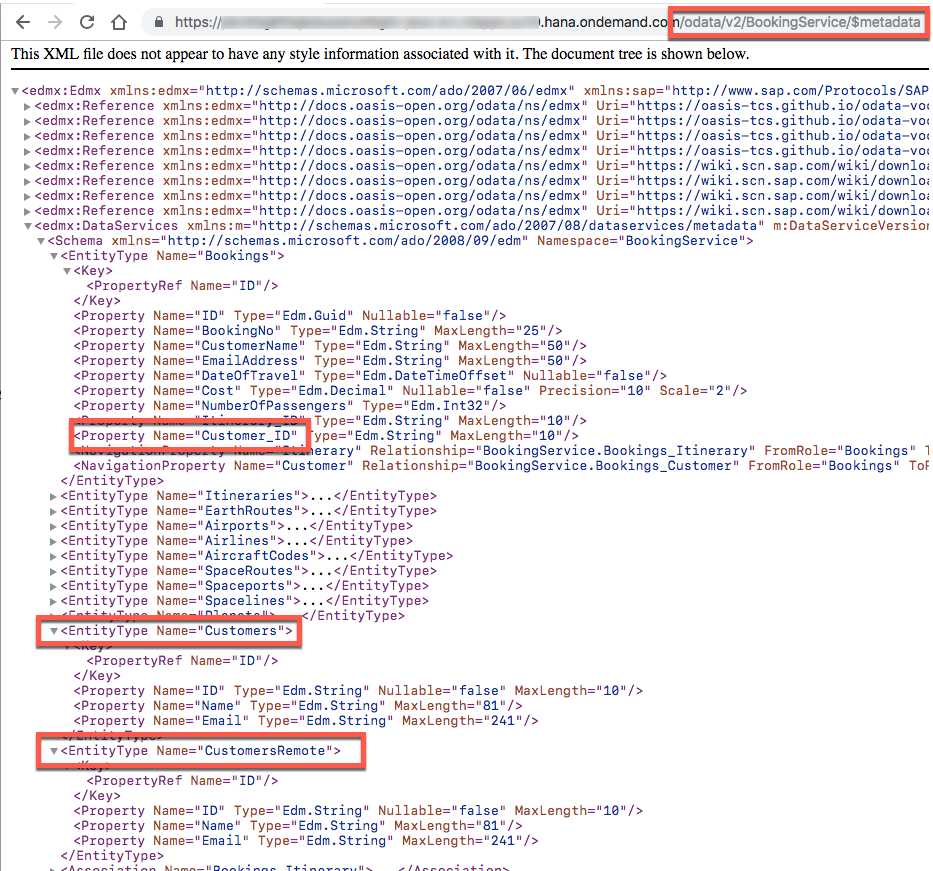 https:// 0.hana.ondemand.com/odata/v2/BookingService/$metadata
This XML file does not appear to have any style information associated with it. The document tree is shown below.
▼<edmx:Edmx xmlns:edmx="http://schemas.microsoft.com/ado/2007/06/edmx" xmlns:sap="http://www.sap.com/Protocols/SAP
▶<edmx:Reference xmlns:edmx="http://docs.oasis-open.org/odata/ns/edmx" Uri="https://oasis-tcs.github.io/odata-voc
▶<edmx:Reference xmlns:edmx="http://docs.oasis-open.org/odata/ns/edmx" Uri="https://oasis-tcs.github.io/odata-voc
▶<edmx:Reference xmlns:edmx="http://docs.oasis-open.org/odata/ns/edmx" Uri="https://oasis-tcs.github.io/odata-voc
▶<edmx:Reference xmlns:edmx="http://docs.oasis-open.org/odata/ns/edmx" Uri="https://oasis-tcs.github.io/odata-voc
▶<edmx:Reference xmlns:edmx="http://docs.oasis-open.org/odata/ns/edmx" Uri="https://wiki.scn.sap.com/wiki/downloa
▶<edmx:Reference xmlns:edmx="http://docs.oasis-open.org/odata/ns/edmx" Uri="https://wiki.scn.sap.com/wiki/downloa
▶<edmx:Reference xmlns:edmx="http://docs.oasis-open.org/odata/ns/edmx" Uri="https://wiki.scn.sap.com/wiki/downloa
▶<edmx:Reference xmlns:edmx="http://docs.oasis-open.org/odata/ns/edmx" Uri="https://wiki.scn.sap.com/wiki/downloa
▼<edmx:DataServices xmlns:m="http://schemas.microsoft.com/ado/2007/08/dataservices/metadata" m:DataServiceVersion
▼<Schema xmlns="http://schemas.microsoft.com/ado/2008/09/edm" Namespace="BookingService">
▼<EntityType Name="Bookings">
▼<Key>
<PropertyRef Name="ID"/>
</Key>
<Property Name="ID" Type="Edm.Guid" Nullable="false"/>
<Property Name="BookingNo" Type="Edm.String" MaxLength="25"/>
<Property Name="CustomerName" Type="Edm.String" MaxLength="50"/>
<Property Name="EmailAddress" Type="Edm.String" MaxLength="50"/>
<Property Name="DateOfTravel" Type="Edm.DateTimeOffset" Nullable="false"/>
<Property Name="Cost" Type="Edm.Decimal" Nullable="false" Precision="10" Scale="2"/>
<Property Name="NumberOfPassengers" Type="Edm.Int32"/>
<Property Name="Itinerary_ID" Type="Edm.String" MaxLength="10"/>
<Property Name="Customer_ID" Type="Edm.String" MaxLength="10"/>
<NavigationProperty Name="Itinerary" Relationship="BookingService.Bookings_Itinerary" FromRole="Bookings" T
<NavigationProperty Name="Customer" Relationship="BookingService.Bookings_Customer" FromRole="Bookings" ToR
</EntityType>
▶<EntityType Name="Itineraries">...</EntityType>
▶<EntityType Name="EarthRoutes">...</EntityType>
▶<EntityType Name="Airports">...</EntityType>
▶<EntityType Name="Airlines">...</EntityType>
▶<EntityType Name="AircraftCodes">...</EntityType>
▶<EntityType Name="SpaceRoutes">...</EntityType>
▶<EntityType Name="Spaceports">...</EntityType>
▶<EntityType Name="Spacelines">...</EntityType>
▶<EntityType Name="Planets">...</EntityType>
▼<EntityType Name="Customers">
▼<Key>
<PropertyRef Name="ID"/>
</Key>
<Property Name="ID" Type="Edm.String" Nullable="false" MaxLength="10"/>
<Property Name="Name" Type="Edm.String" MaxLength="81"/>
<Property Name="Email" Type="Edm.String" MaxLength="241"/>
</EntityType>
▼<EntityType Name="CustomersRemote">
▼<Key>
<PropertyRef Name="ID"/>
</Key>
<Property Name="ID" Type="Edm.String" Nullable="false" MaxLength="10"/>
<Property Name="Name" Type="Edm.String" MaxLength="81"/>
<Property Name="Email" Type="Edm.String" MaxLength="241"/>
</EntityType>
▶<Association Name="Bookings_Itinerary">...</Association>